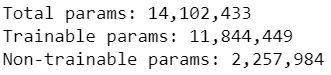 Total params: 14,102,433
Trainable params: 11,844,449
Non-trainable params: 2,257,984